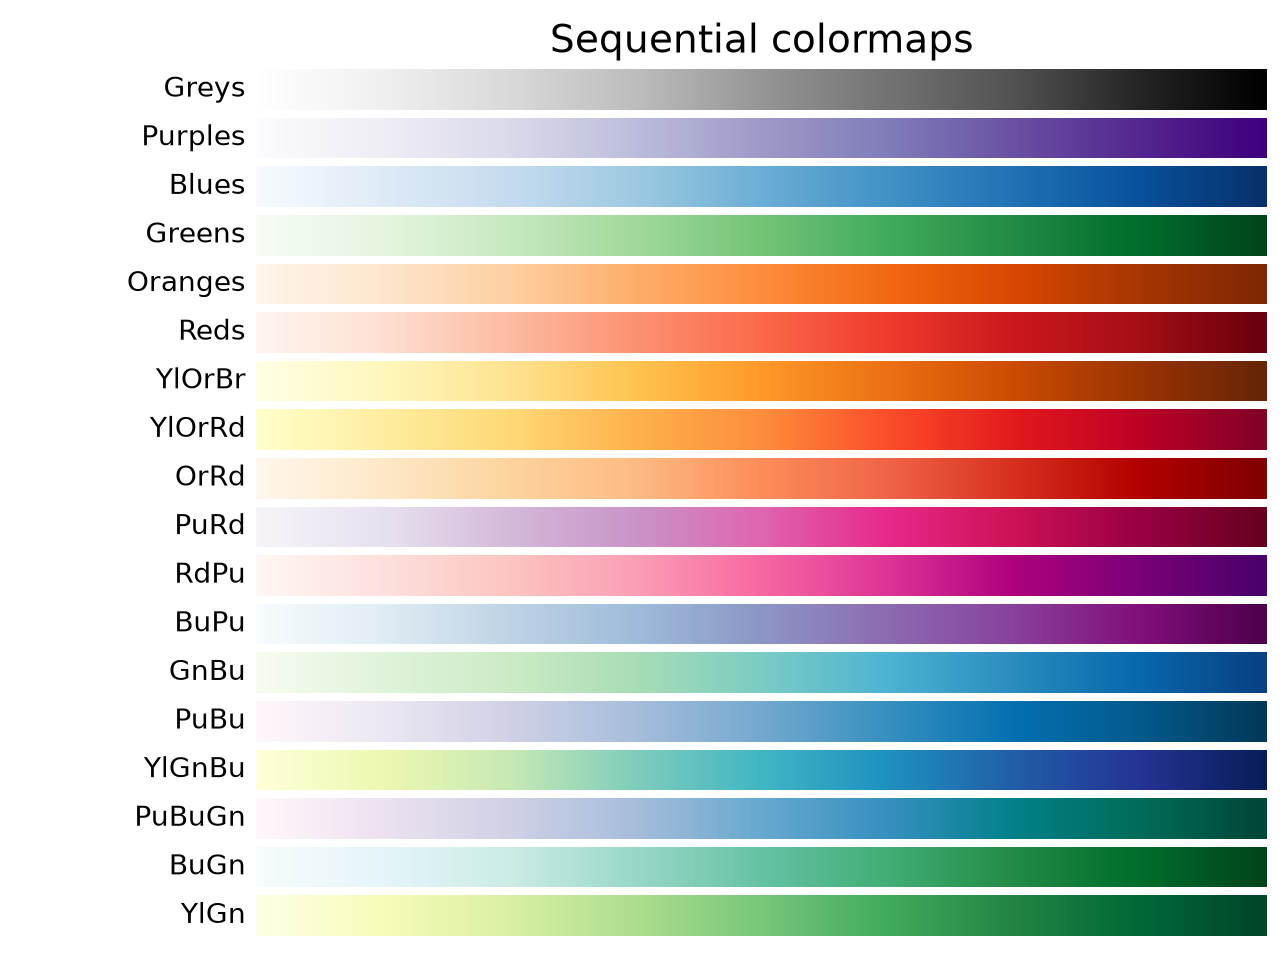 Sequential colormaps
Greys
Purples
Blues
Greens
Oranges
Reds
YlOrBr
YlOrRd
OrRd
PuRd
RdPu
BuPu
GnBu
PuBu
YlGnBu
PuBuGn
BuGn
YlGn